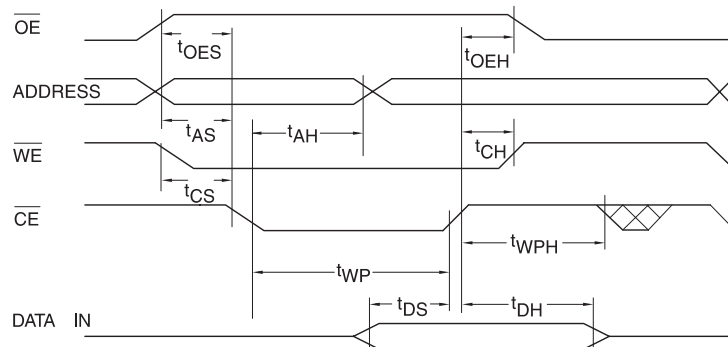 OE
tOES
tOEH
ADDRESS
tAS
tAH
tCH
WE
tCS
CE
tWPH
tWP
tDS
tDH
DATA IN